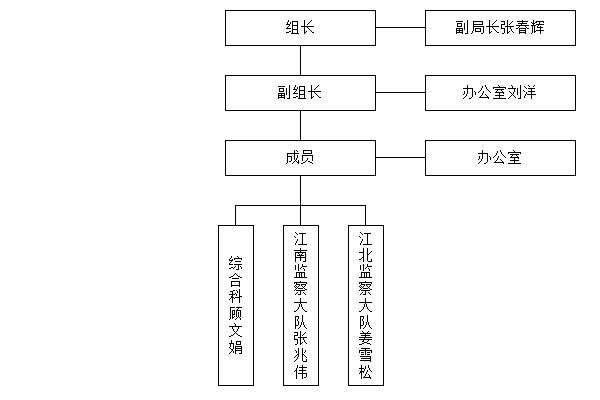 组长
副局长张春辉
副组长
办公室刘洋
成员
办公室
综合科顾文娟
江南监察大队张兆伟
江北监察大队姜雪松